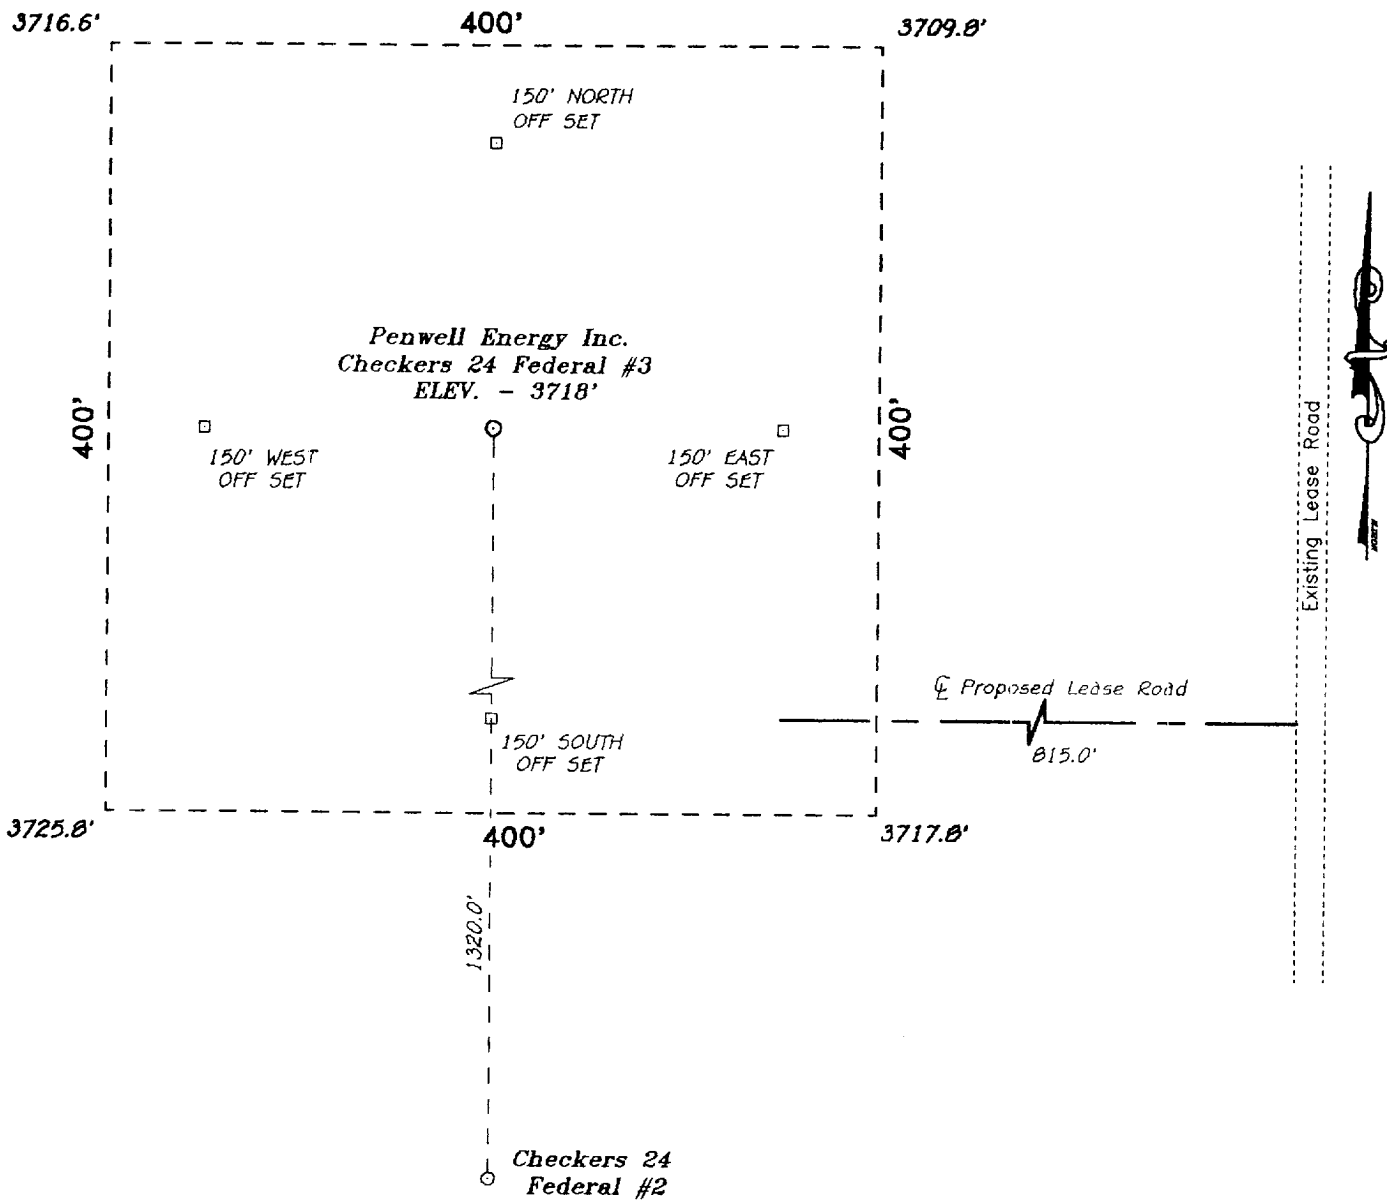 3716.6'
400'
3709.8'
150' NORTH
OFF SET
Penwell Energy Inc.
Checkers 24 Federal #3
ELEV. - 3718'
400'
400'
150' WEST
OFF SET
150' EAST
OFF SET
Existing Lease Road
NORTH
℄ Proposed Lease Road
815.0'
150' SOUTH
OFF SET
3725.8'
400'
3717.8'
1320.0'
Checkers 24
Federal #2